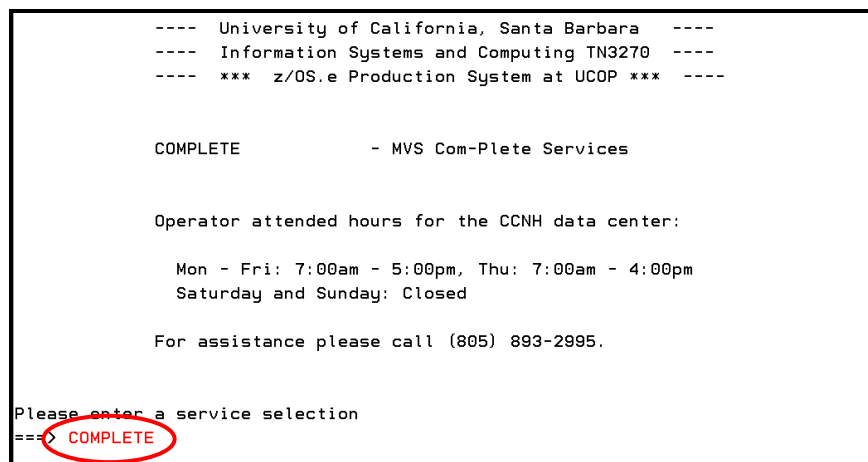 ---- University of California, Santa Barbara ----
---- Information Systems and Computing TN3270 ----
---- *** z/OS.e Production System at UCOP *** ----
COMPLETE - MVS Com-Plete Services
Operator attended hours for the CCNH data center:
Mon - Fri: 7:00am - 5:00pm, Thu: 7:00am - 4:00pm
Saturday and Sunday: Closed
For assistance please call (805) 893-2995.
Please enter a service selection
===> COMPLETE